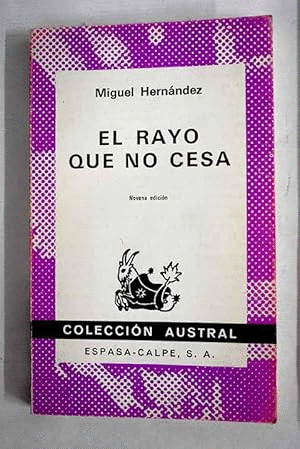 Miguel Hernández
EL RAYO
QUE NO CESA
Novena edición
COLECCIÓN AUSTRAL
ESPASA-CALPE, S. A.